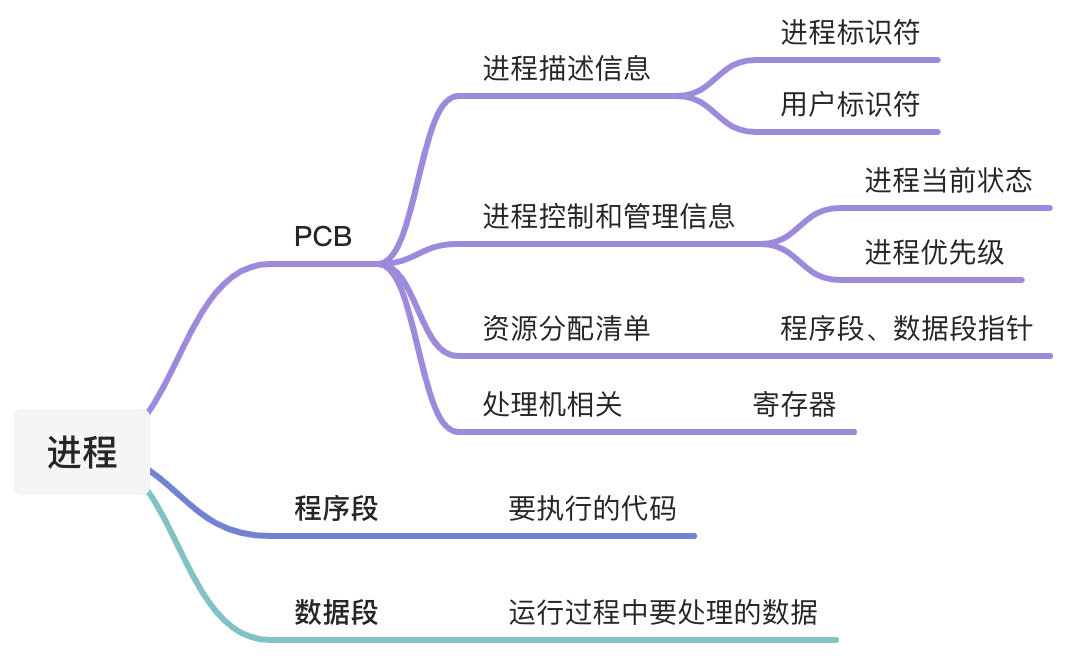 进程
PCB
进程描述信息
进程标识符
用户标识符
进程控制和管理信息
进程当前状态
进程优先级
资源分配清单
程序段、数据段指针
处理机相关
寄存器
程序段
要执行的代码
数据段
运行过程中要处理的数据